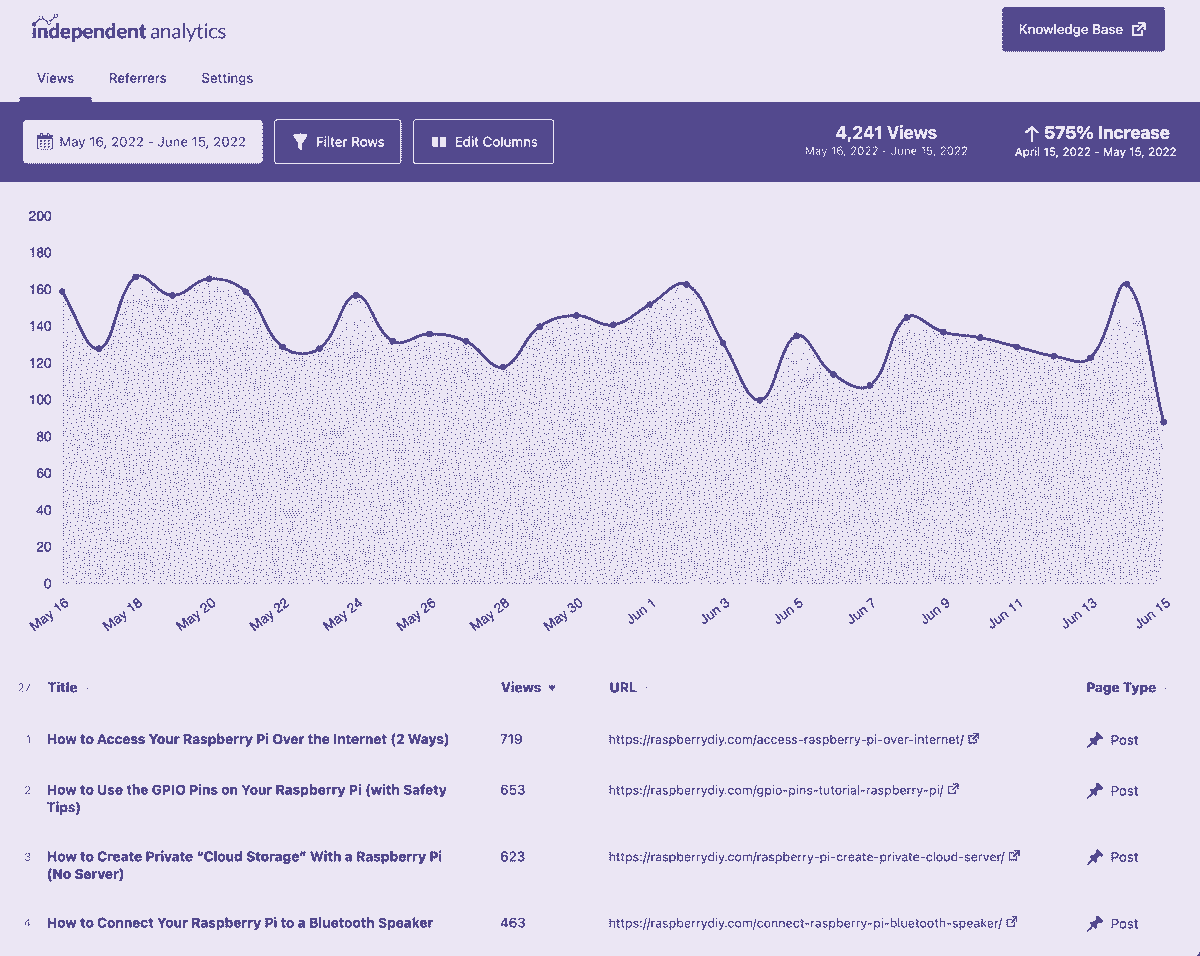 independent analytics
Knowledge Base
Views Referrers Settings
May 16, 2022 - June 15, 2022 Filter Rows Edit Columns
4,241 Views
May 16, 2022 - June 15, 2022
575% Increase
April 15, 2022 - May 15, 2022
200
180
160
140
120
100
80
60
40
20
0
May 16 May 18 May 20 May 22 May 24 May 26 May 28 May 30 Jun 1 Jun 3 Jun 5 Jun 7 Jun 9 Jun 11 Jun 13 Jun 15
Title Views URL Page Type
1 How to Access Your Raspberry Pi Over the Internet (2 Ways) 719 https://raspberrydiy.com/access-raspberry-pi-over-internet/ Post
2 How to Use the GPIO Pins on Your Raspberry Pi (with Safety 653 https://raspberrydiy.com/gpio-pins-tutorial-raspberry-pi/ Post
Tips)
3 How to Create Private “Cloud Storage” With a Raspberry Pi 623 https://raspberrydiy.com/raspberry-pi-create-private-cloud-server/ Post
(No Server)
4 How to Connect Your Raspberry Pi to a Bluetooth Speaker 463 https://raspberrydiy.com/connect-raspberry-pi-bluetooth-speaker/ Post